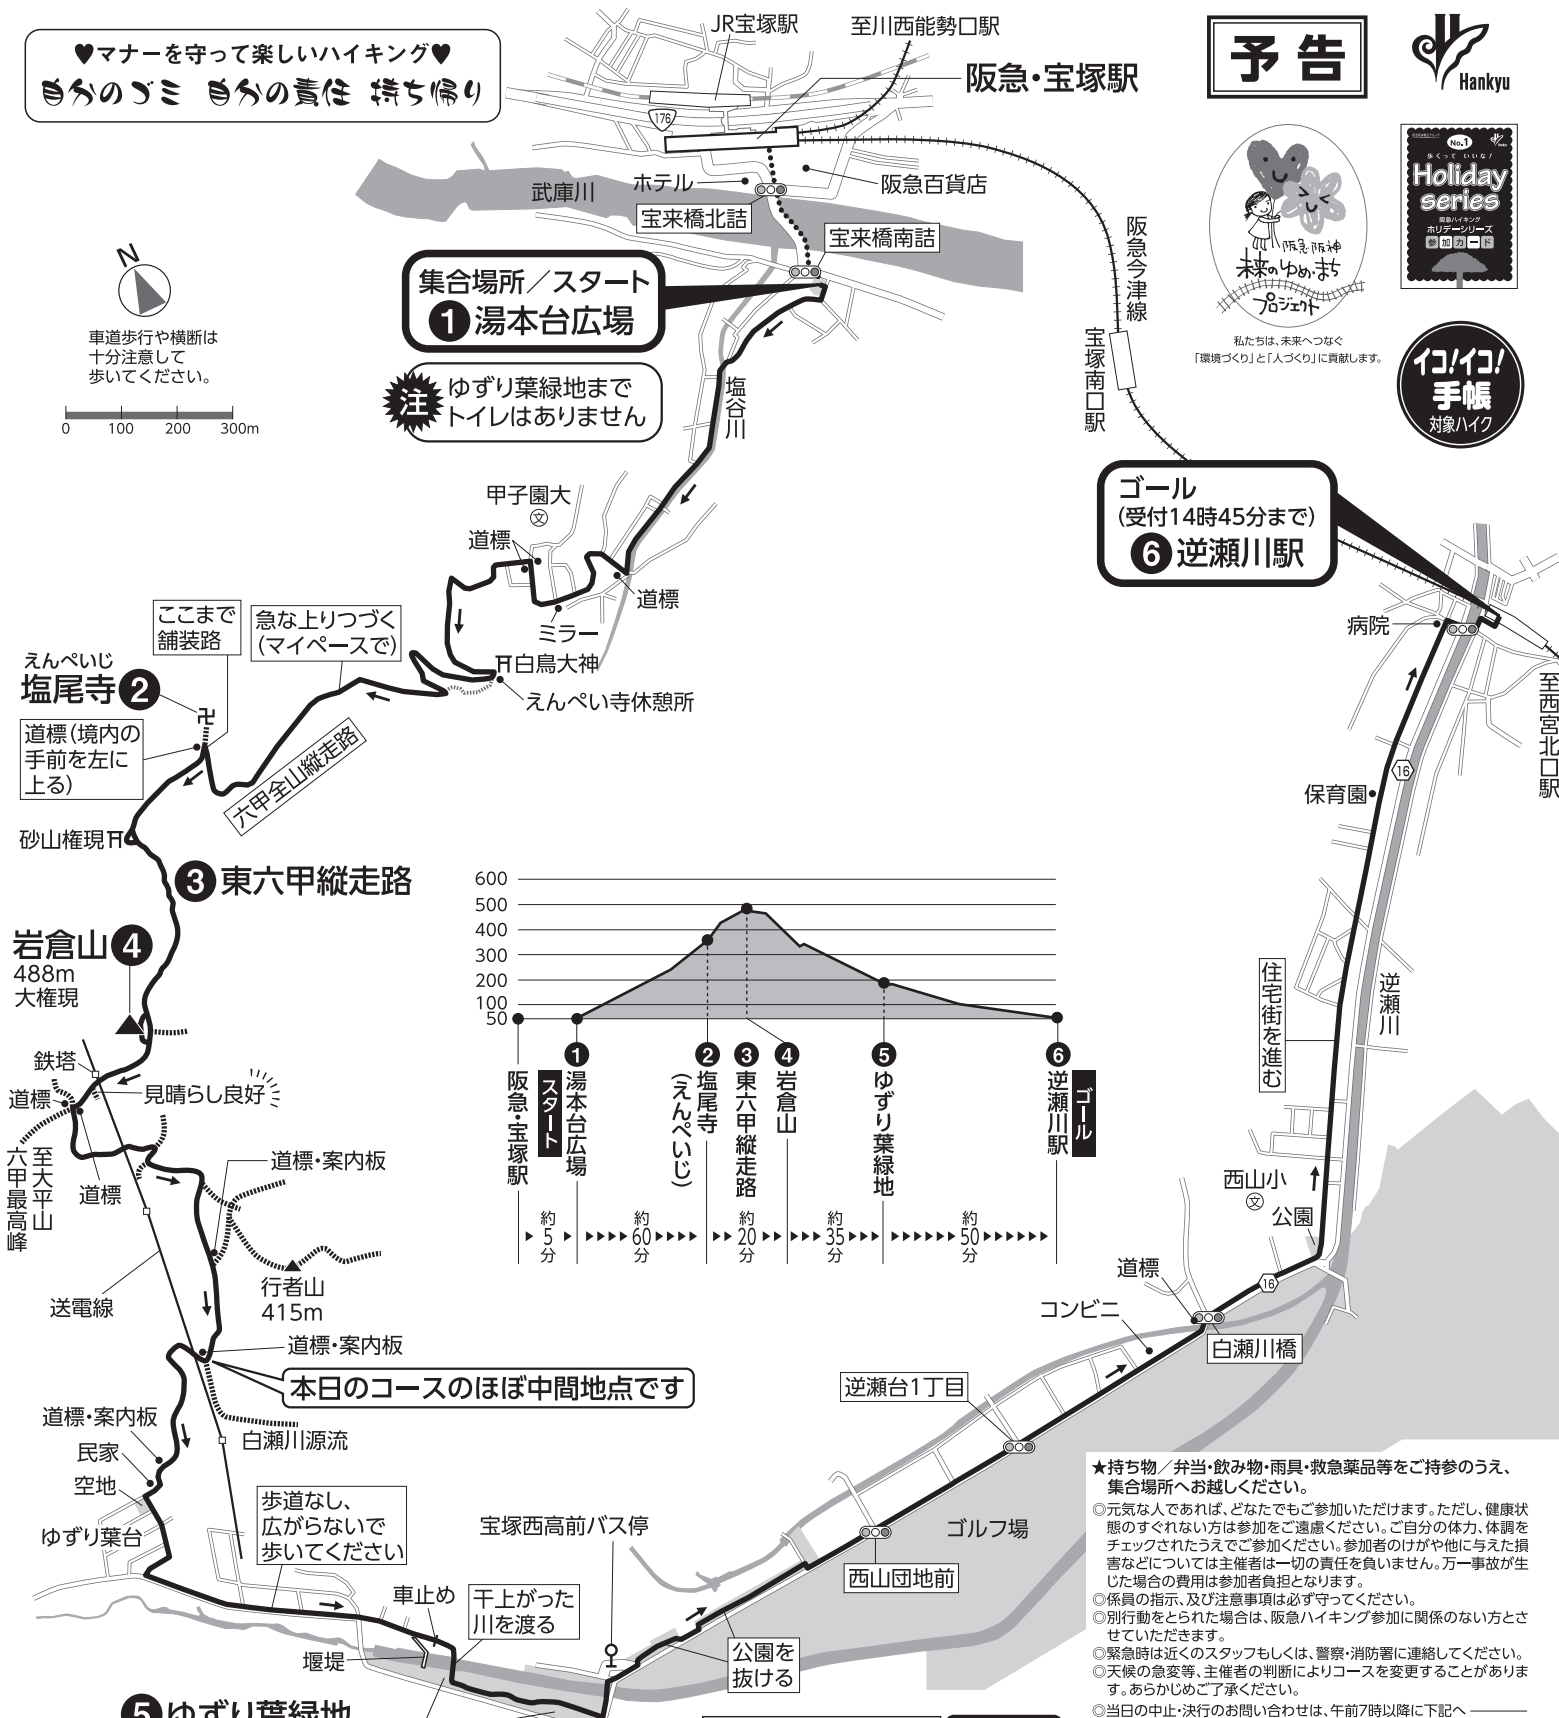 ♥マナーを守って楽しいハイキング♥
自分のゴミ 自分の責任 持ち帰り
JR宝塚駅
至川西能勢口駅
阪急・宝塚駅
予告
Hankyu
176
武庫川
ホテル
阪急百貨店
宝来橋北詰
宝来橋南詰
阪急今津線
宝塚南口駅
No.1
歩くって いいな!
Holiday
series
阪急ハイキング
ホリデーシリーズ
参加カード
阪急阪神
未来のゆめ・まち
プロジェクト
私たちは、未来へつなぐ
「環境づくり」と「人づくり」に貢献します。
イコ!イコ!
手帳
対象ハイク
N
車道歩行や横断は
十分注意して
歩いてください。
0 100 200 300m
集合場所/スタート
1 湯本台広場
注 ゆずり葉緑地まで
トイレはありません
塩谷川
甲子園大
文
道標
道標
ミラー
白鳥大神
えんぺい寺休憩所
ゴール
(受付14時45分まで)
6 逆瀬川駅
病院
至西宮北口駅
16
保育園
住宅街を進む
逆瀬川
ここまで
舗装路
急な上りつづく
(マイペースで)
えんぺいじ
塩尾寺 2
卍
道標(境内の
手前を左に
上る)
六甲全山縦走路
砂山権現
3 東六甲縦走路
岩倉山 4
488m
大権現
鉄塔
道標
見晴らし良好
至大平山
六甲最高峰
道標
道標・案内板
送電線
行者山
415m
道標・案内板
本日のコースのほぼ中間地点です
道標・案内板
民家
空地
白瀬川源流
ゆずり葉台
歩道なし、
広がらないで
歩いてください
車止め
堰堤
干上がった
川を渡る
宝塚西高前バス停
公園を
抜ける
5 ゆずり葉緑地
600
500
400
300
200
100
50
阪急・宝塚駅
スタート
1 湯本台広場
2 塩尾寺
(えんぺいじ)
3 東六甲縦走路
4 岩倉山
5 ゆずり葉緑地
6 逆瀬川駅
ゴール
約5分
約60分
約20分
約35分
約50分
西山小
文
公園
16
道標
コンビニ
白瀬川橋
逆瀬台1丁目
西山団地前
ゴルフ場
★持ち物/弁当・飲み物・雨具・救急薬品等をご持参のうえ、
集合場所へお越しください。
◎元気な人であれば、どなたでもご参加いただけます。ただし、健康状
態のすぐれない方は参加をご遠慮ください。ご自分の体力、体調を
チェックされたうえでご参加ください。参加者のけがや他に与えた損
害などについては主催者は一切の責任を負いません。万一事故が生
じた場合の費用は参加者負担となります。
◎係員の指示、及び注意事項は必ず守ってください。
◎別行動をとられた場合は、阪急ハイキング参加に関係のない方とさ
せていただきます。
◎緊急時は近くのスタッフもしくは、警察・消防署に連絡してください。
◎天候の急変等、主催者の判断によりコースを変更することがありま
す。あらかじめご了承ください。
◎当日の中止・決行のお問い合わせは、午前7時以降に下記へ